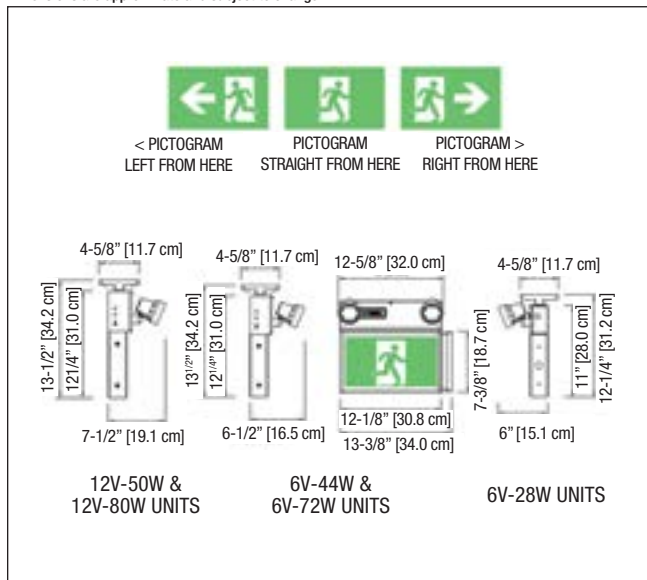 < PICTOGRAM
LEFT FROM HERE
PICTOGRAM
STRAIGHT FROM HERE
PICTOGRAM >
RIGHT FROM HERE
4-5/8” [11.7 cm]
13-1/2” [34.2 cm]
121/4” [31.0 cm]
7-1/2” [19.1 cm]
12V-50W &
12V-80W UNITS
4-5/8” [11.7 cm]
13 1/2” [34.2 cm]
12 1/4” [31.0 cm]
6-1/2” [16.5 cm]
12-5/8” [32.0 cm]
7-3/8” [18.7 cm]
12-1/8” [30.8 cm]
13-3/8” [34.0 cm]
6V-44W &
6V-72W UNITS
4-5/8” [11.7 cm]
11” [28.0 cm]
12-1/4” [31.2 cm]
6” [15.1 cm]
6V-28W UNITS